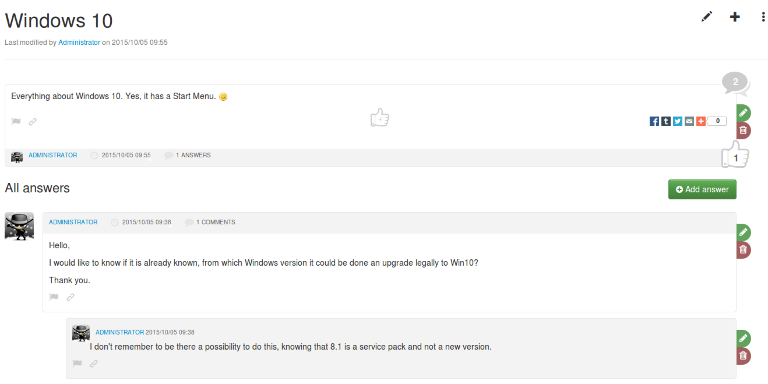 Windows 10
Last modified by Administrator on 2015/10/05 09:55
2
Everything about Windows 10. Yes, it has a Start Menu.
0
ADMINISTRATOR 2015/10/05 09:55 1 ANSWERS
1
All answers
Add answer
ADMINISTRATOR 2015/10/05 09:38 1 COMMENTS
Hello,
I would like to know if it is already known, from which Windows version it could be done an upgrade legally to Win10?
Thank you.
ADMINISTRATOR 2015/10/05 09:38
I don't remember to be there a possibility to do this, knowing that 8.1 is a service pack and not a new version.